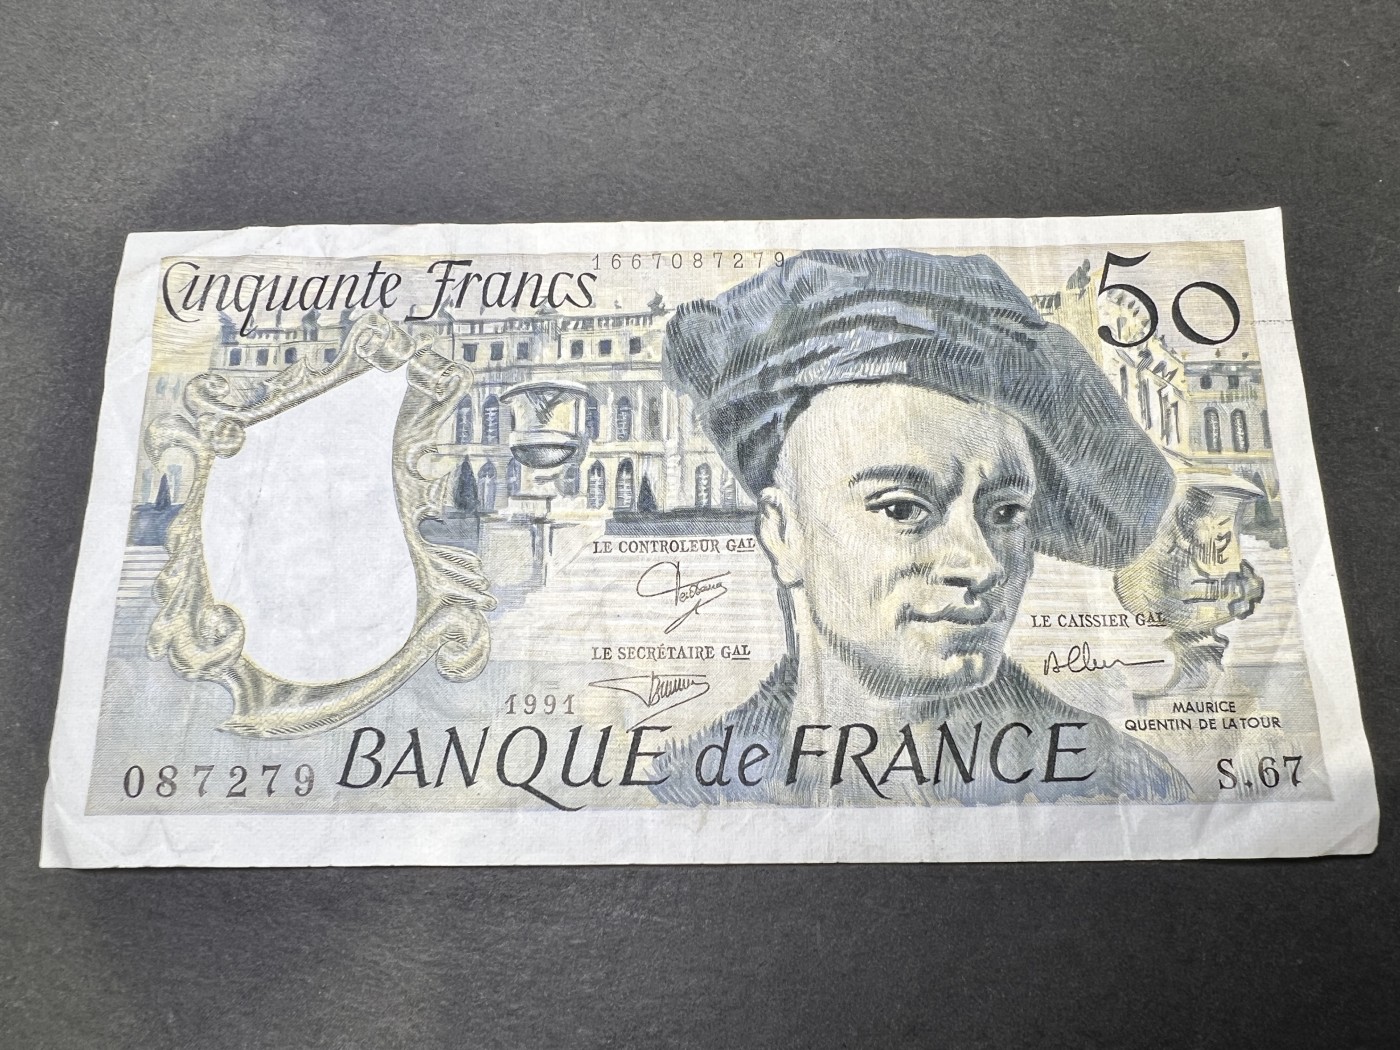 Cinquante Francs
1667087279
50
LE CONTROLEUR GAL
LE SECRÉTAIRE GAL
LE CAISSIER GAL
1991
MAURICE
QUENTIN DE LA TOUR
BANQUE de FRANCE
087279
S.67